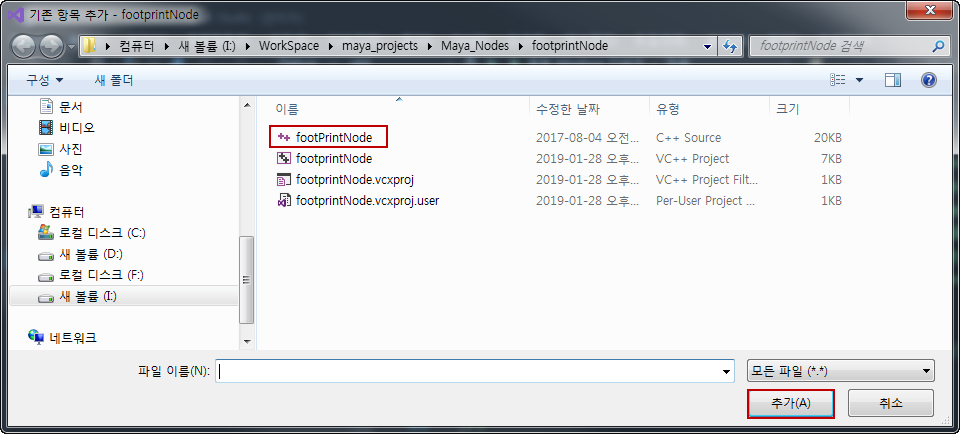 기존 항목 추가 - footprintNode
컴퓨터 새 볼륨 (I:) WorkSpace maya_projects Maya_Nodes footprintNode
footprintNode 검색
구성 새 폴더
문서
비디오
사진
음악
컴퓨터
로컬 디스크 (C:)
새 볼륨 (D:)
로컬 디스크 (F:)
새 볼륨 (I:)
네트워크
이름 수정한 날짜 유형 크기
footPrintNode 2017-08-04 오전... C++ Source 20KB
footprintNode 2019-01-28 오후... VC++ Project 7KB
footprintNode.vcxproj 2019-01-28 오후... VC++ Project Filt... 1KB
footprintNode.vcxproj.user 2019-01-28 오후... Per-User Project ... 1KB
파일 이름(N):
모든 파일 (*.*)
추가(A) 취소